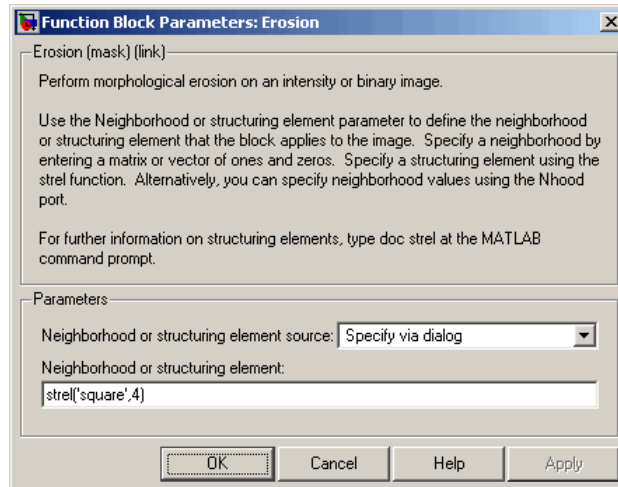 Function Block Parameters: Erosion
Erosion (mask) (link)
Perform morphological erosion on an intensity or binary image.
Use the Neighborhood or structuring element parameter to define the neighborhood
or structuring element that the block applies to the image. Specify a neighborhood by
entering a matrix or vector of ones and zeros. Specify a structuring element using the
strel function. Alternatively, you can specify neighborhood values using the Nhood
port.
For further information on structuring elements, type doc strel at the MATLAB
command prompt.
Parameters
Neighborhood or structuring element source: Specify via dialog
Neighborhood or structuring element:
strel('square',4)
OK Cancel Help Apply